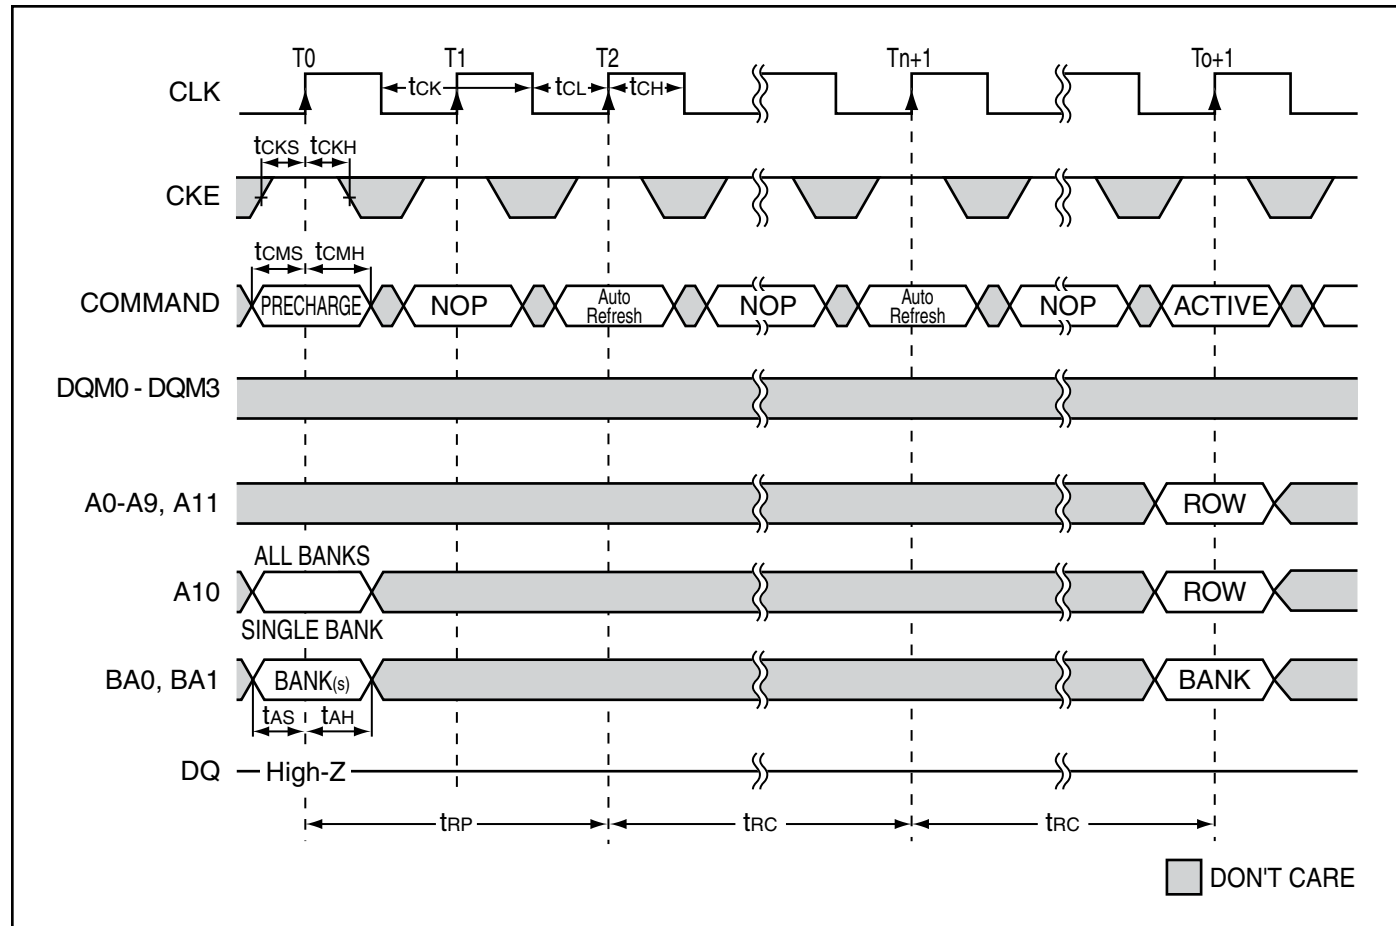 T0 T1 T2 Tn+1 To+1
CLK tCK tCL tCH
tCKS tCKH
CKE
tCMS tCMH
COMMAND PRECHARGE NOP Auto Refresh NOP Auto Refresh NOP ACTIVE
DQM0 - DQM3
A0-A9, A11 ROW
ALL BANKS
A10 ROW
SINGLE BANK
BA0, BA1 BANK(s) BANK
tAS tAH
DQ High-Z
tRP tRC tRC
DON'T CARE